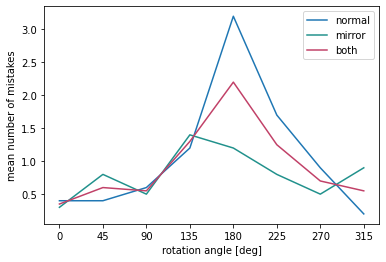 normal
mirror
both
3.0
2.5
2.0
1.5
1.0
0.5
mean number of mistakes
0 45 90 135 180 225 270 315
rotation angle [deg]